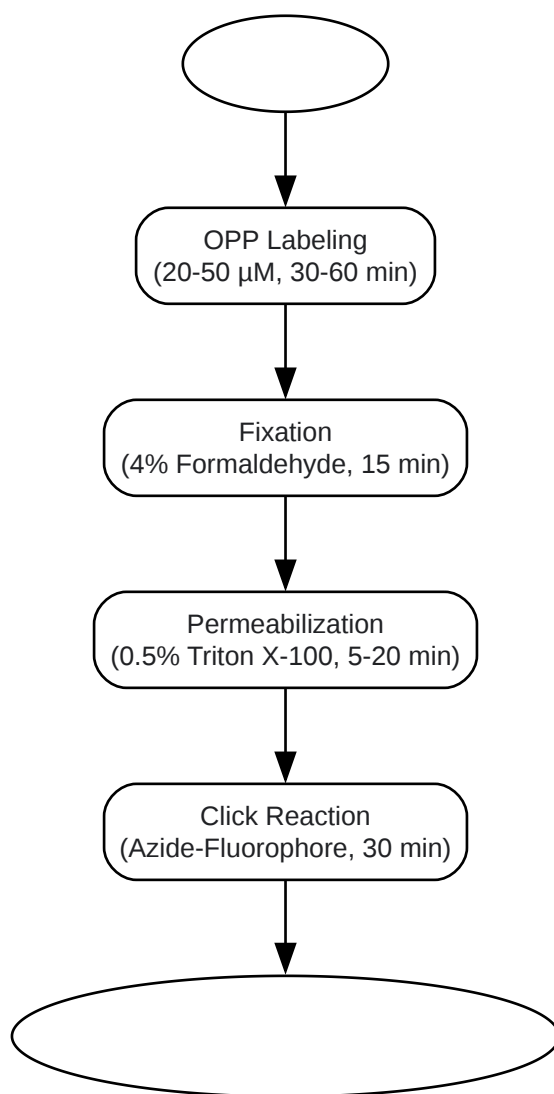 OPP Labeling
(20-50 µM, 30-60 min)
Fixation
(4% Formaldehyde, 15 min)
Permeabilization
(0.5% Triton X-100, 5-20 min)
Click Reaction
(Azide-Fluorophore, 30 min)